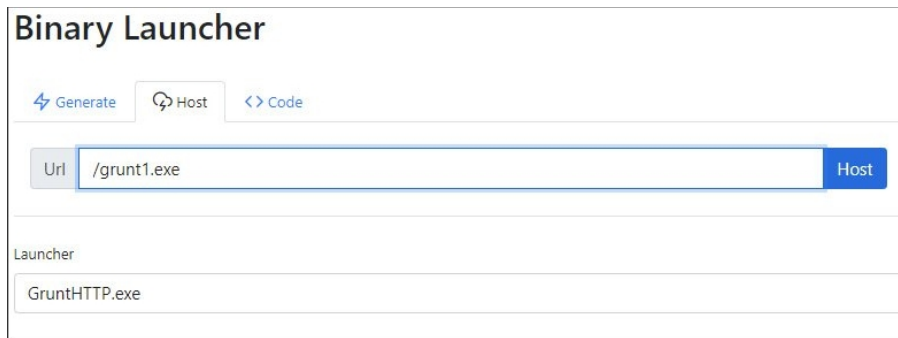 Binary Launcher
Generate Host <> Code
Url /grunt1.exe Host
Launcher
GruntHTTP.exe